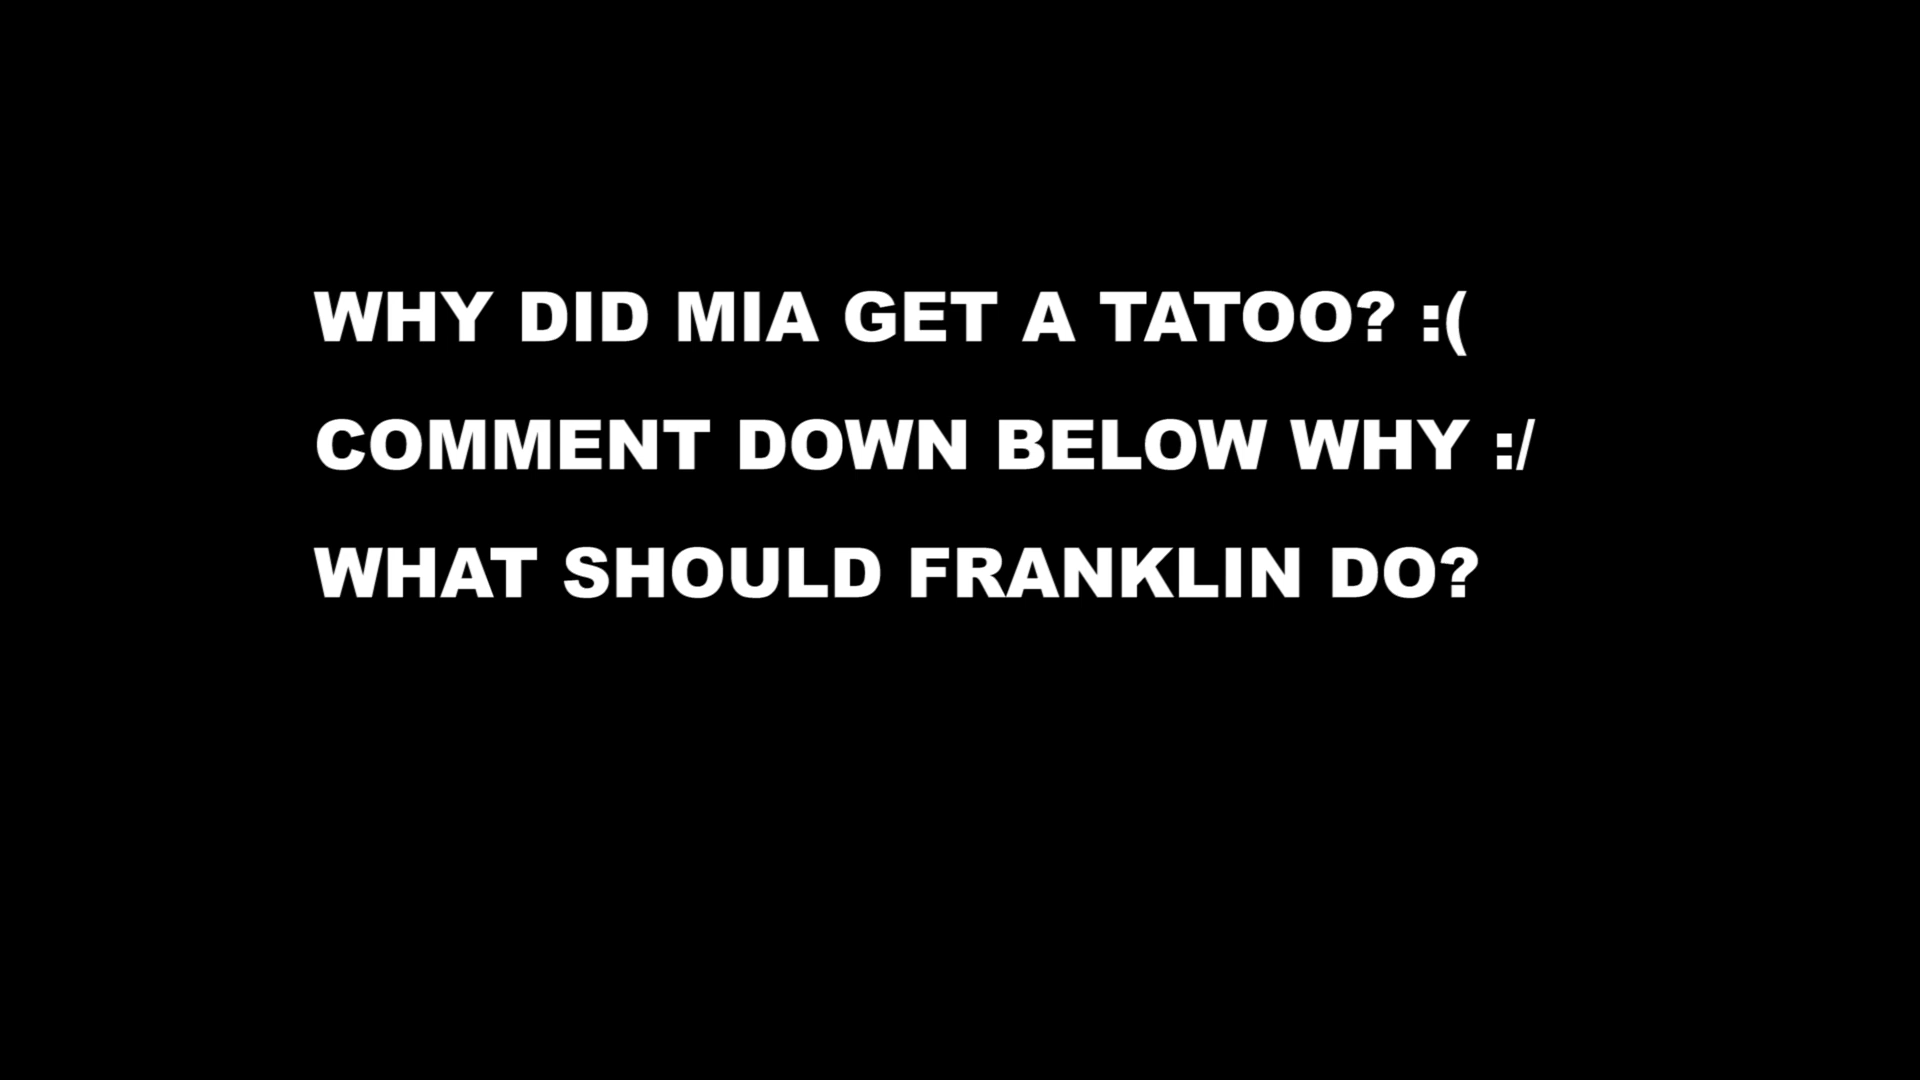 WHY DID MIA GET A TATOO? :(
COMMENT DOWN BELOW WHY :/
WHAT SHOULD FRANKLIN DO?